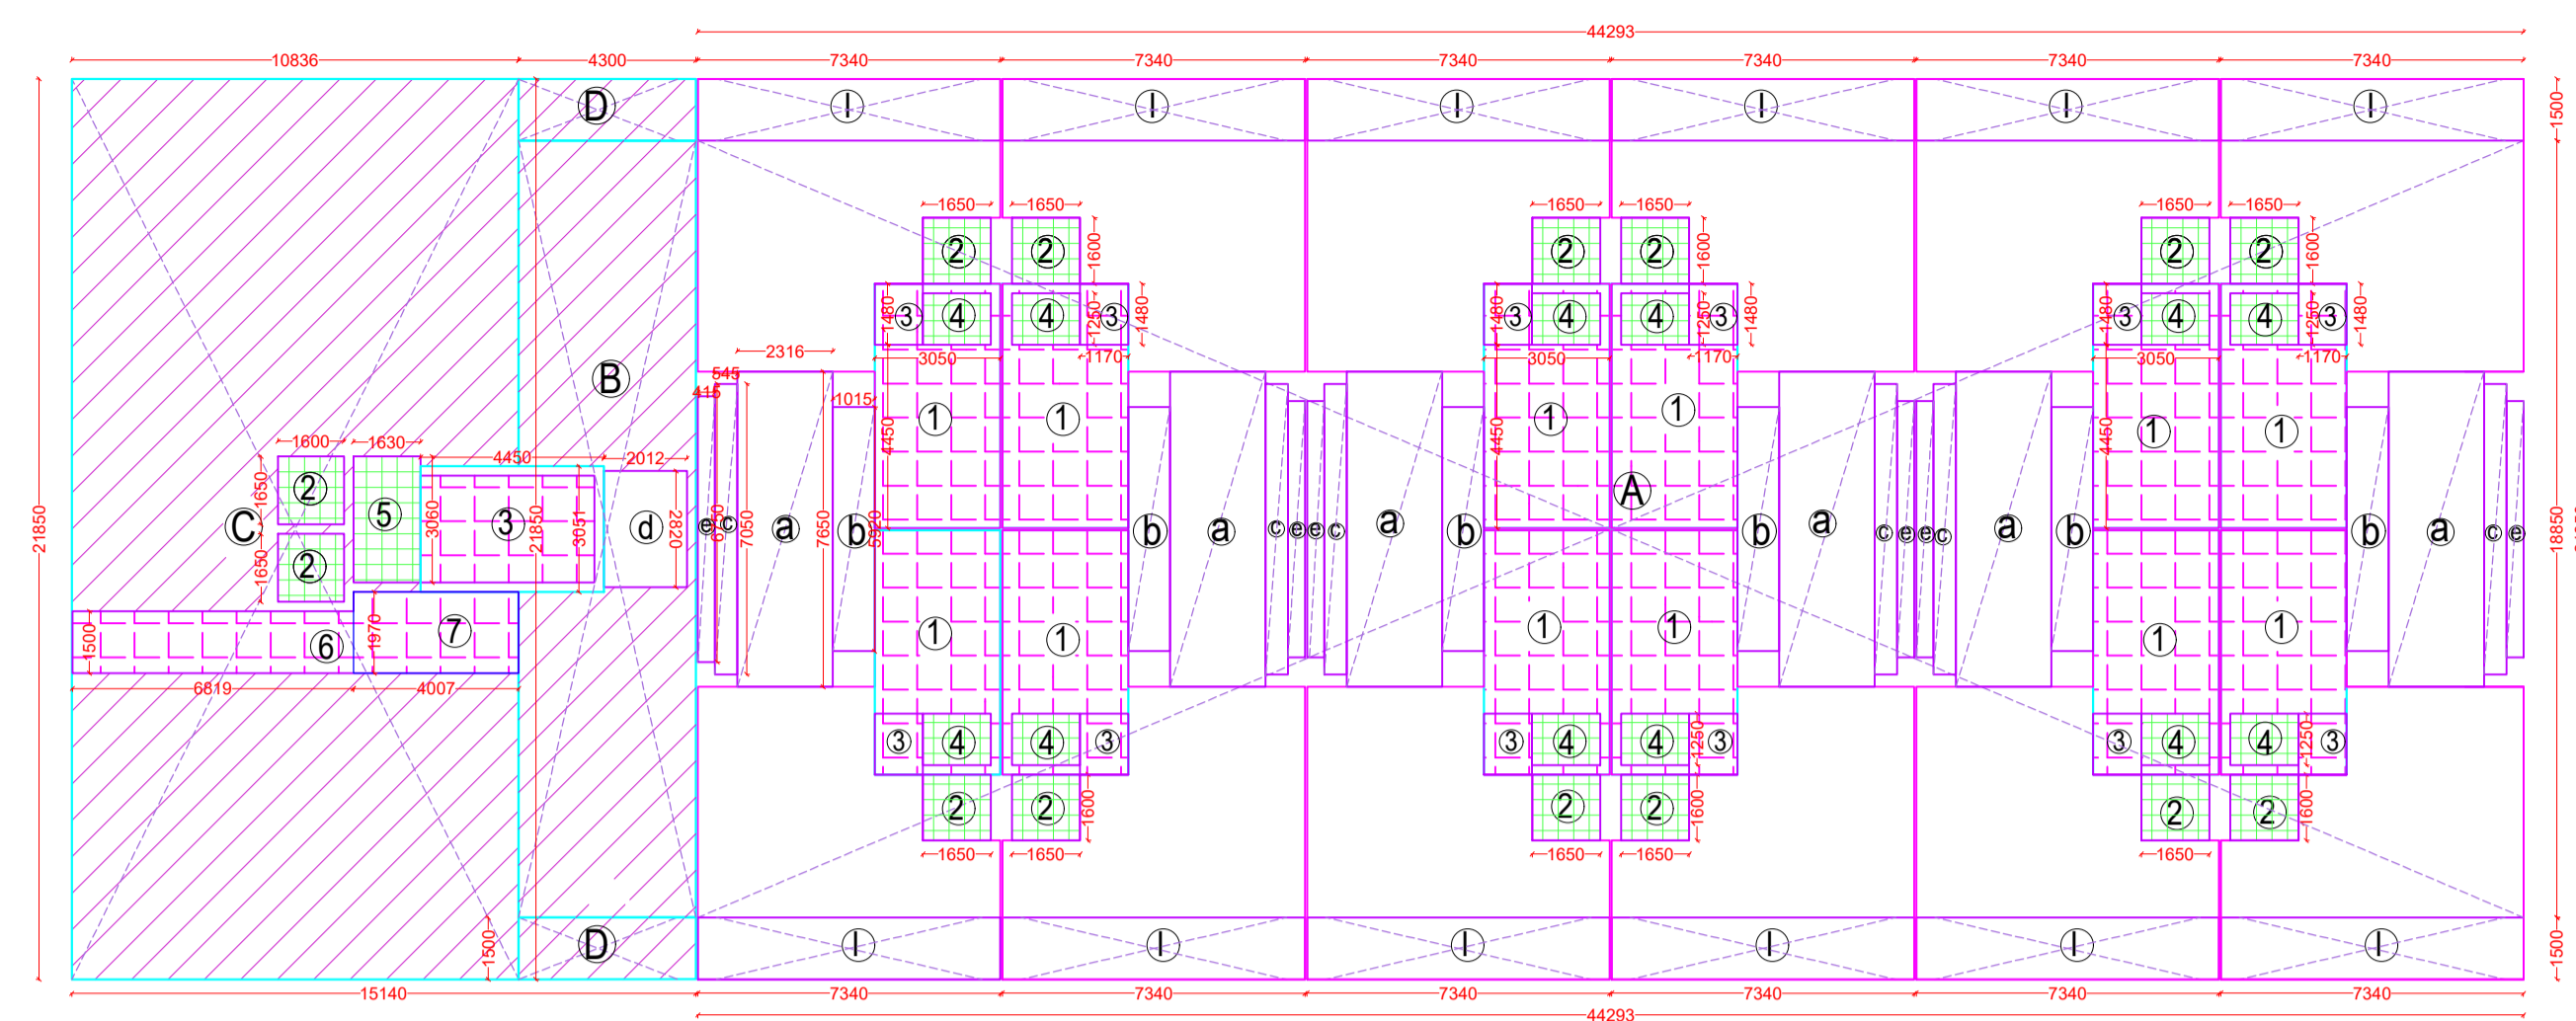 44293
10836 4300 7340 7340 7340 7340 7340 7340
D I I I I I I 1500
1650 1650 1650 1650 1650 1650
2 2 1600 2 2 1600 2 2 1600
1480 3 4 4 1250 3 1480 1480 3 4 4 1250 3 1480 1480 3 4 4 1250 3 1480
2316 3050 1170 3050 1170 3050 1170
B 545
415 1015
4450 1 1 4450 1 1 4450 1 1
1600 1630 4450 2012
1650 2 5 3060 3 21850 3051 d 2820
A
21850 C e 6750 c 7050 a 7650 b 5920 b a c e e c a b b a c e e c a b b a c e 18850
1650 2
1500 6 1970 7 1 1 1 1 1 1
6819 4007
3 4 4 3 3 4 4 1250 3 3 4 4 1250 3
2 2 1600 2 2 1600 2 2 1600
1650 1650 1650 1650 1650
1500 D I I I I I I 1500
15140 7340 7340 7340 7340 7340 7340
44293